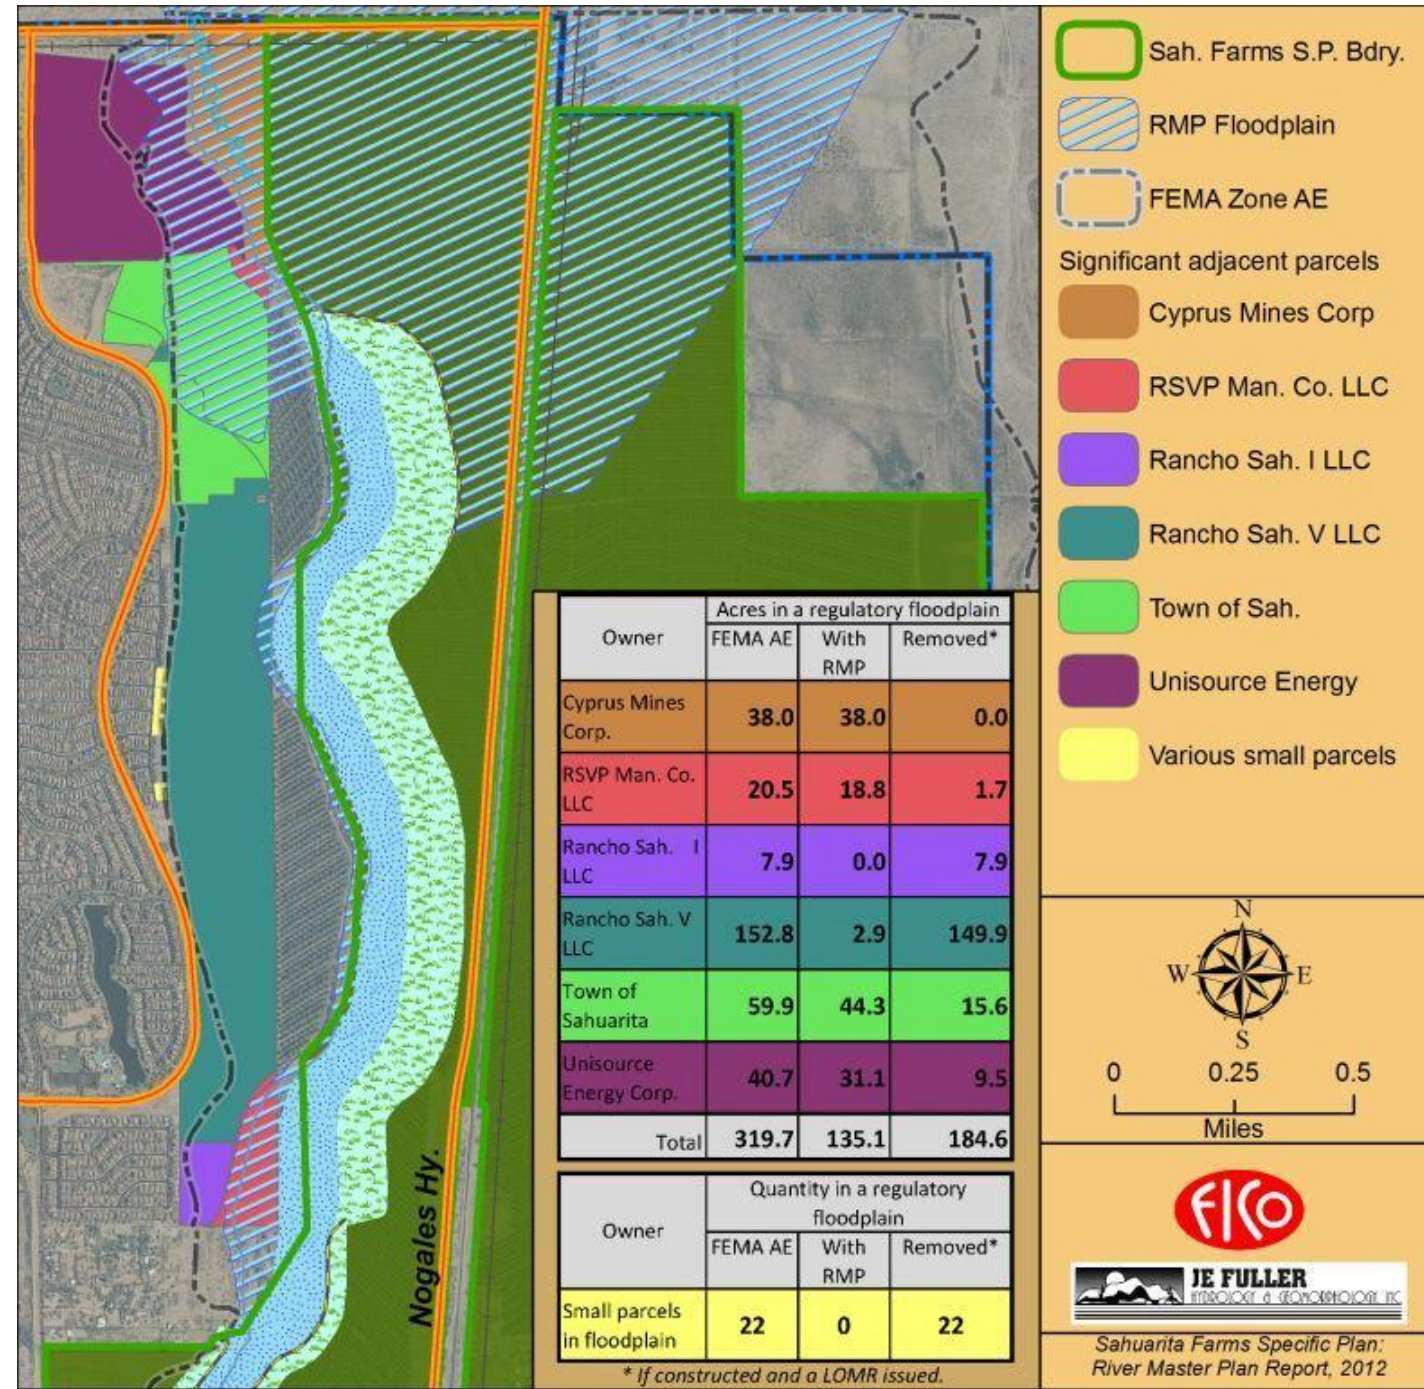 Sah. Farms S.P. Bdry.
RMP Floodplain
FEMA Zone AE
Significant adjacent parcels
Cyprus Mines Corp
RSVP Man. Co. LLC
Rancho Sah. I LLC
Rancho Sah. V LLC
Town of Sah.
Unisource Energy
Various small parcels
Nogales Hy.
Owner
Acres in a regulatory floodplain
FEMA AE With Removed*
RMP
Cyprus Mines
Corp.
38.0 38.0 0.0
RSVP Man. Co.
LLC
20.5 18.8 1.7
Rancho Sah. I
LLC
7.9 0.0 7.9
Rancho Sah. V
LLC
152.8 2.9 149.9
Town of
Sahuarita
59.9 44.3 15.6
Unisource
Energy Corp.
40.7 31.1 9.5
Total 319.7 135.1 184.6
Owner
Quantity in a regulatory
floodplain
FEMA AE With Removed*
RMP
Small parcels
in floodplain
22 0 22
* If constructed and a LOMR issued.
N
W E
S
0 0.25 0.5
Miles
FICO
JE FULLER
HYDROLOGY & GEOMORPHOLOGY, INC
Sahuarita Farms Specific Plan:
River Master Plan Report, 2012